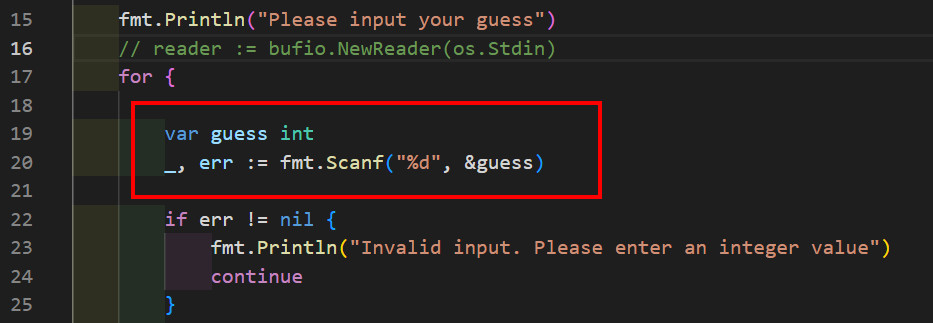 15 fmt.Println("Please input your guess")
16 // reader := bufio.NewReader(os.Stdin)
17 for {
18
19 var guess int
20 _, err := fmt.Scanf("%d", &guess)
21
22 if err != nil {
23 fmt.Println("Invalid input. Please enter an integer value")
24 continue
25 }